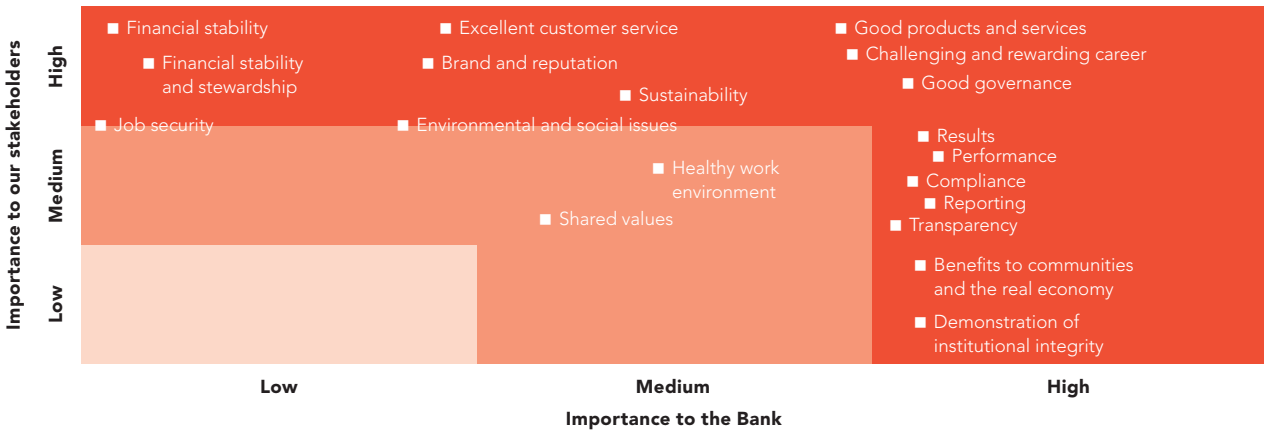 Importance to our stakeholders
High
Medium
Low
Financial stability
Financial stability
and stewardship
Job security
Excellent customer service
Brand and reputation
Sustainability
Environmental and social issues
Healthy work
environment
Shared values
Good products and services
Challenging and rewarding career
Good governance
Results
Performance
Compliance
Reporting
Transparency
Benefits to communities
and the real economy
Demonstration of
institutional integrity
Low
Medium
High
Importance to the Bank